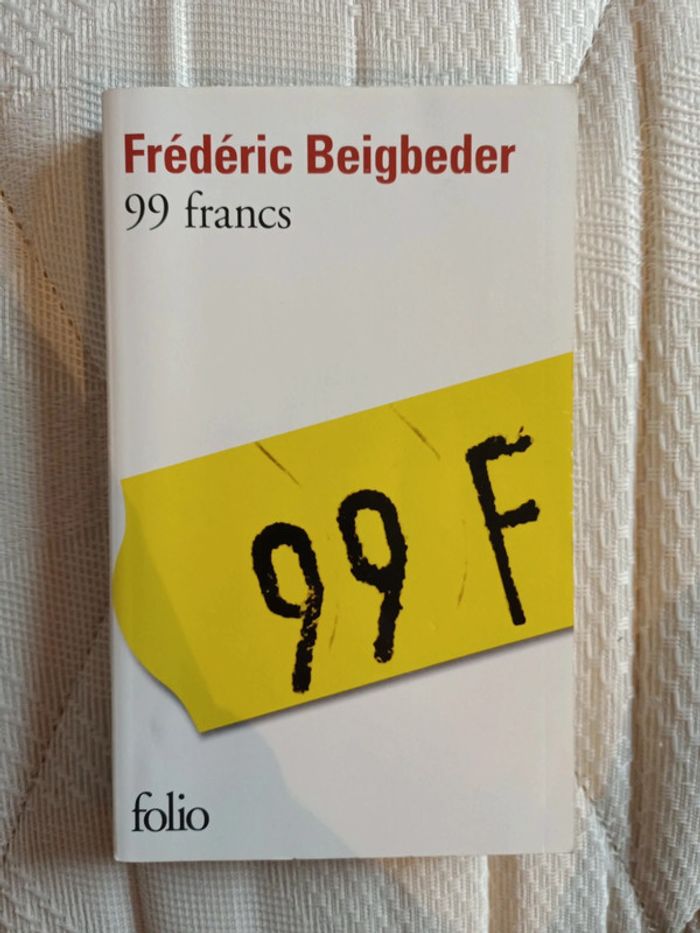 Frédéric Beigbeder
99 francs
99 F
folio